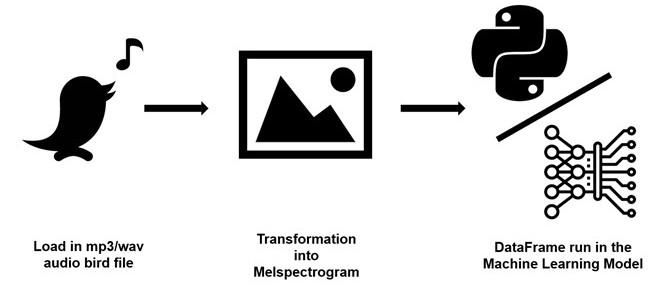 Load in mp3/wav
audio bird file
Transformation
into
Melspectrogram
DataFrame run in the
Machine Learning Model